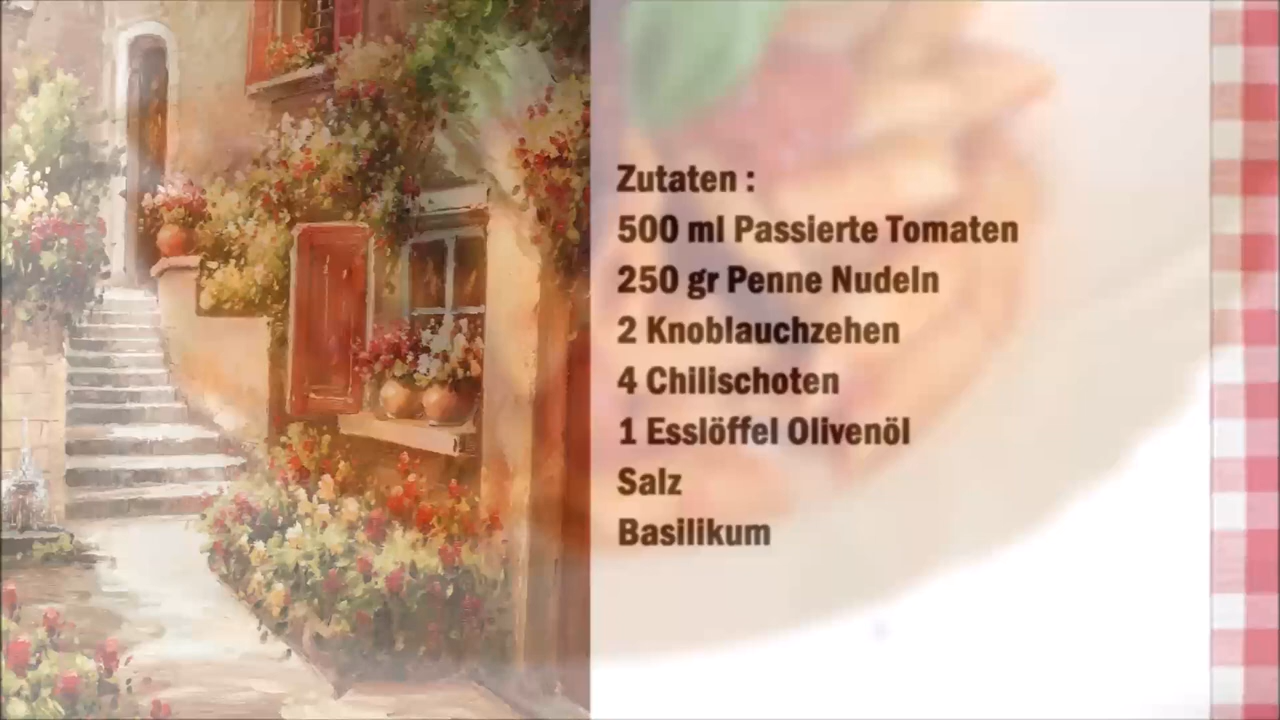 Zutaten :
500 ml Passierte Tomaten
250 gr Penne Nudeln
2 Knoblauchzehen
4 Chilischoten
1 Esslöffel Olivenöl
Salz
Basilikum